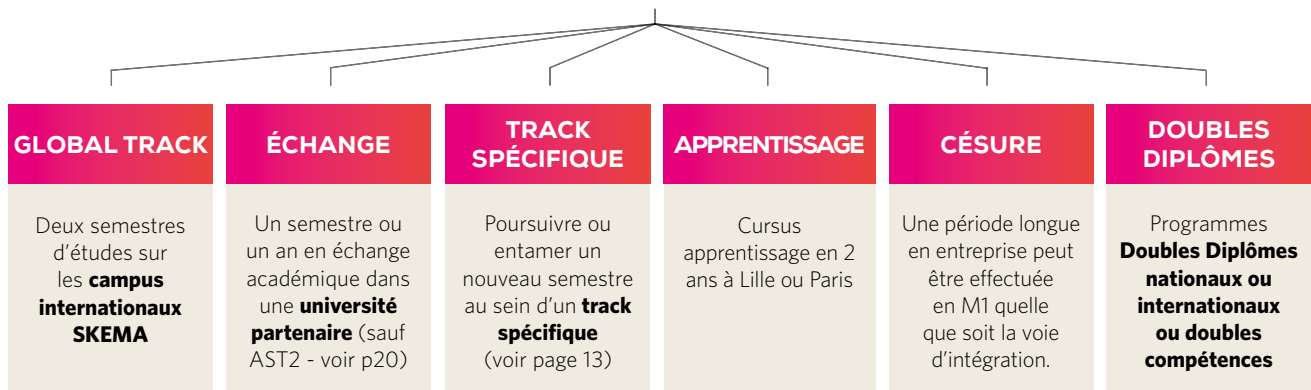 GLOBAL TRACK
Deux semestres
d’études sur
les campus
internationaux
SKEMA
ÉCHANGE
Un semestre ou
un an en échange
académique dans
une université
partenaire (sauf
AST2 - voir p20)
TRACK
SPÉCIFIQUE
Poursuivre ou
entamer un
nouveau semestre
au sein d’un track
spécifique
(voir page 13)
APPRENTISSAGE
Cursus
apprentissage en 2
ans à Lille ou Paris
CÉSURE
Une période longue
en entreprise peut
être effectuée
en M1 quelle
que soit la voie
d’intégration.
DOUBLES
DIPLÔMES
Programmes
Doubles Diplômes
nationaux ou
internationaux
ou doubles
compétences